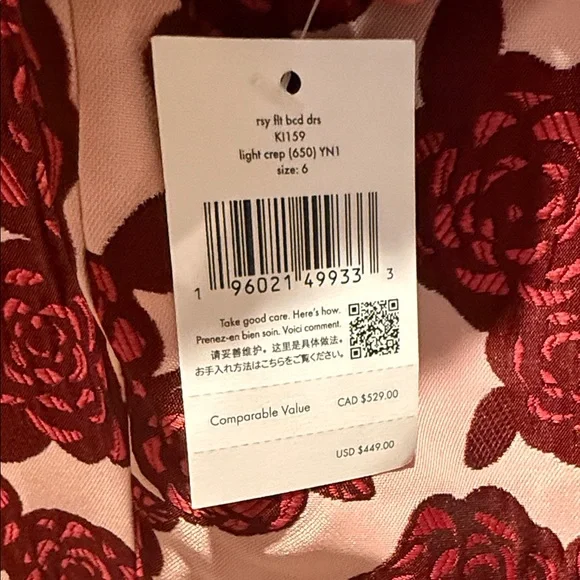 rsy flt bcd drs
KI159
light crep (650) YN1
size: 6
1 96021 49933 3
Take good care. Here's how.
Prenez-en bien soin. Voici comment.
请妥善维护。这里是具体做法。
お手入れ方法はこちらをご覧ください。
Comparable Value CAD $529.00
USD $449.00